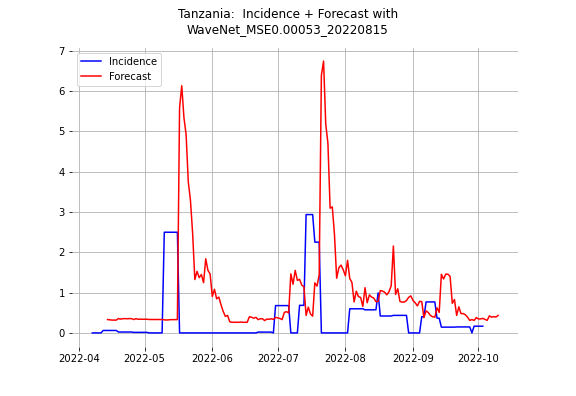 Tanzania:  Incidence + Forecast with
WaveNet_MSE0.00053_20220815
7
6
5
4
3
2
1
0
Incidence
Forecast
2022-04 2022-05 2022-06 2022-07 2022-08 2022-09 2022-10